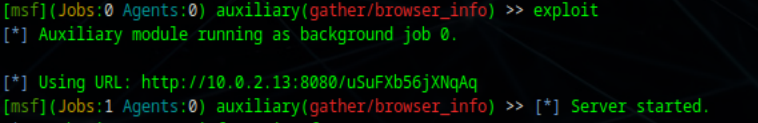 [msf](Jobs:0 Agents:0) auxiliary(gather/browser_info) >> exploit
[*] Auxiliary module running as background job 0.
[*] Using URL: http://10.0.2.13:8080/uSuFXb56jXNqAq
[msf](Jobs:1 Agents:0) auxiliary(gather/browser_info) >> [*] Server started.